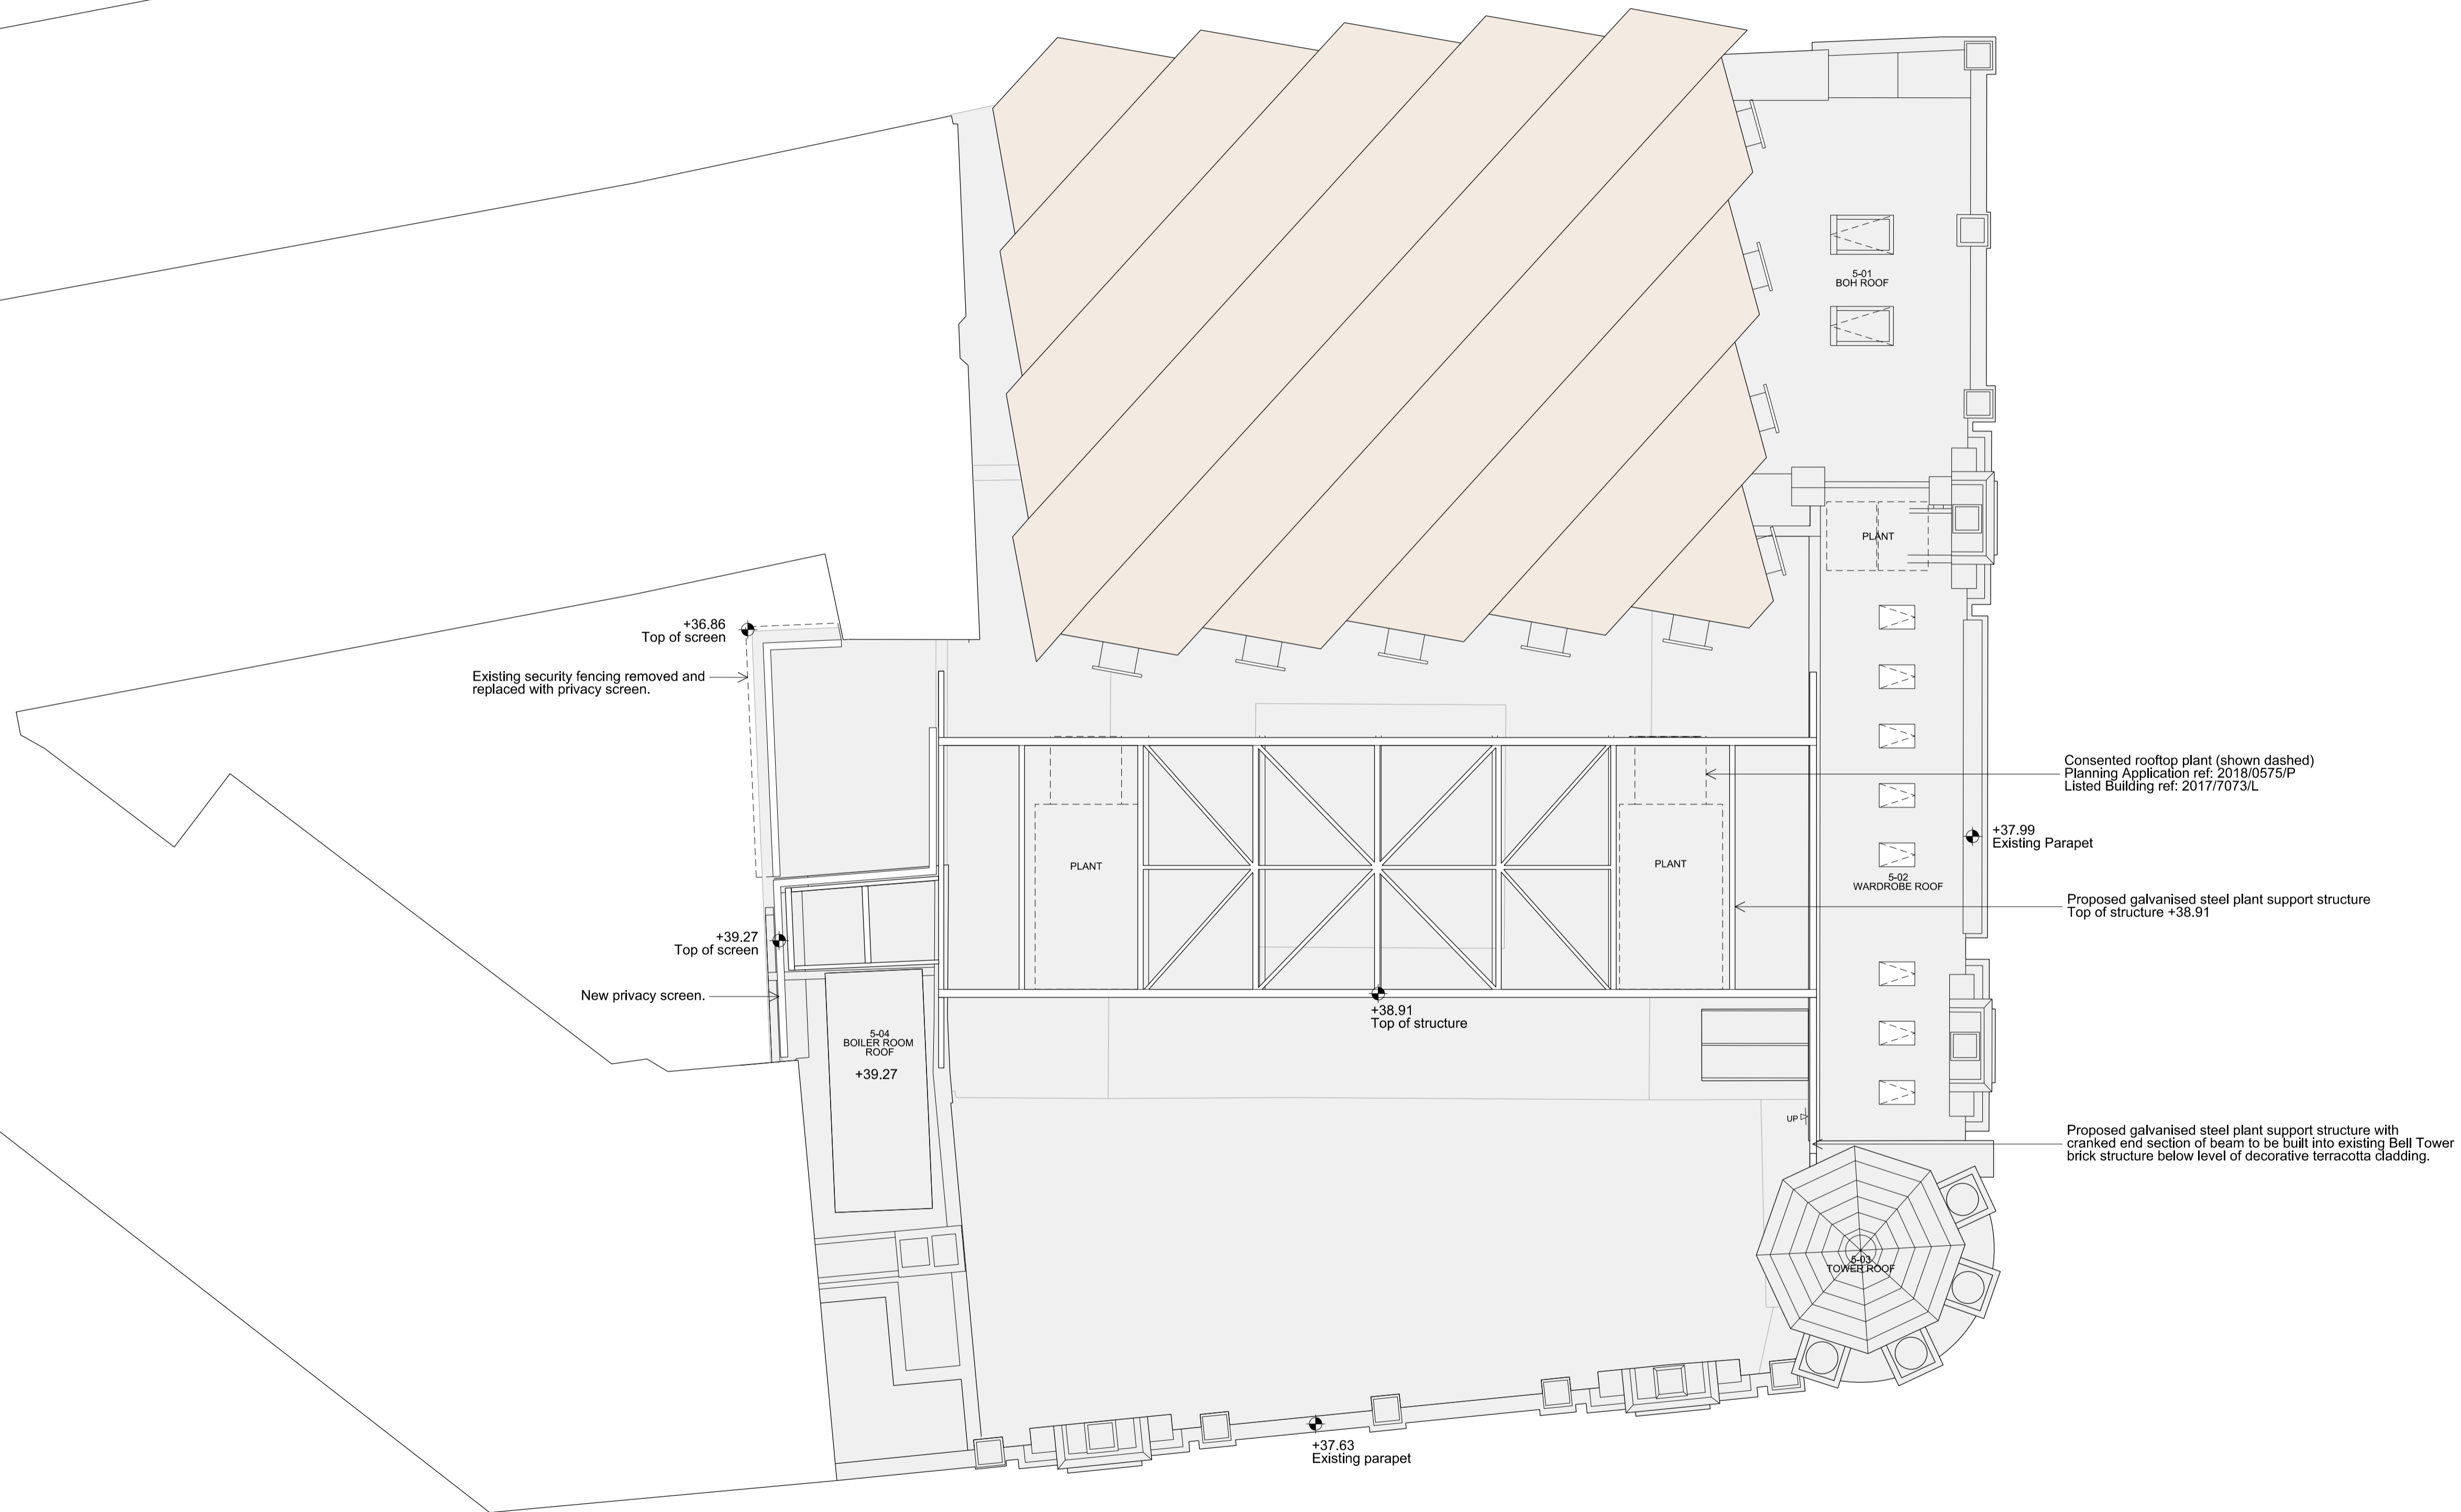 5-01
BOH ROOF
PLANT
+36.86
Top of screen
Existing security fencing removed and
replaced with privacy screen.
Consented rooftop plant (shown dashed)
Planning Application ref: 2018/0575/P
Listed Building ref: 2017/7073/L
+37.99
Existing Parapet
PLANT
PLANT
5-02
WARDROBE ROOF
Proposed galvanised steel plant support structure
Top of structure +38.91
+39.27
Top of screen
New privacy screen.
+38.91
Top of structure
5-04
BOILER ROOM
ROOF
+39.27
UP
Proposed galvanised steel plant support structure with
cranked end section of beam to be built into existing Bell Tower
brick structure below level of decorative terracotta cladding.
5-03
TOWER ROOF
+37.63
Existing parapet